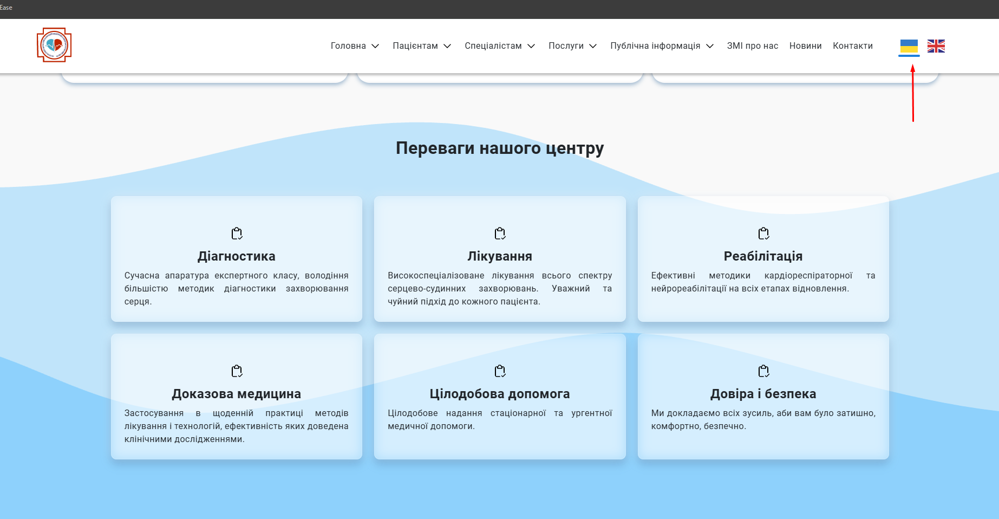 Ease
Головна Пацієнтам Спеціалістам Послуги Публічна інформація ЗМІ про нас Новини Контакти
Переваги нашого центру
Діагностика
Сучасна апаратура експертного класу, володіння
більшістю методик діагностики захворювання
серця.
Лікування
Високоспеціалізоване лікування всього спектру
серцево-судинних захворювань. Уважний та
чуйний підхід до кожного пацієнта.
Реабілітація
Ефективні методики кардіореспіраторної та
нейрореабілітації на всіх етапах відновлення.
Доказова медицина
Застосування в щоденній практиці методів
лікування і технологій, ефективність яких доведена
клінічними дослідженнями.
Цілодобова допомога
Цілодобове надання стаціонарної та ургентної
медичної допомоги.
Довіра і безпека
Ми докладаємо всіх зусиль, аби вам було затишно,
комфортно, безпечно.